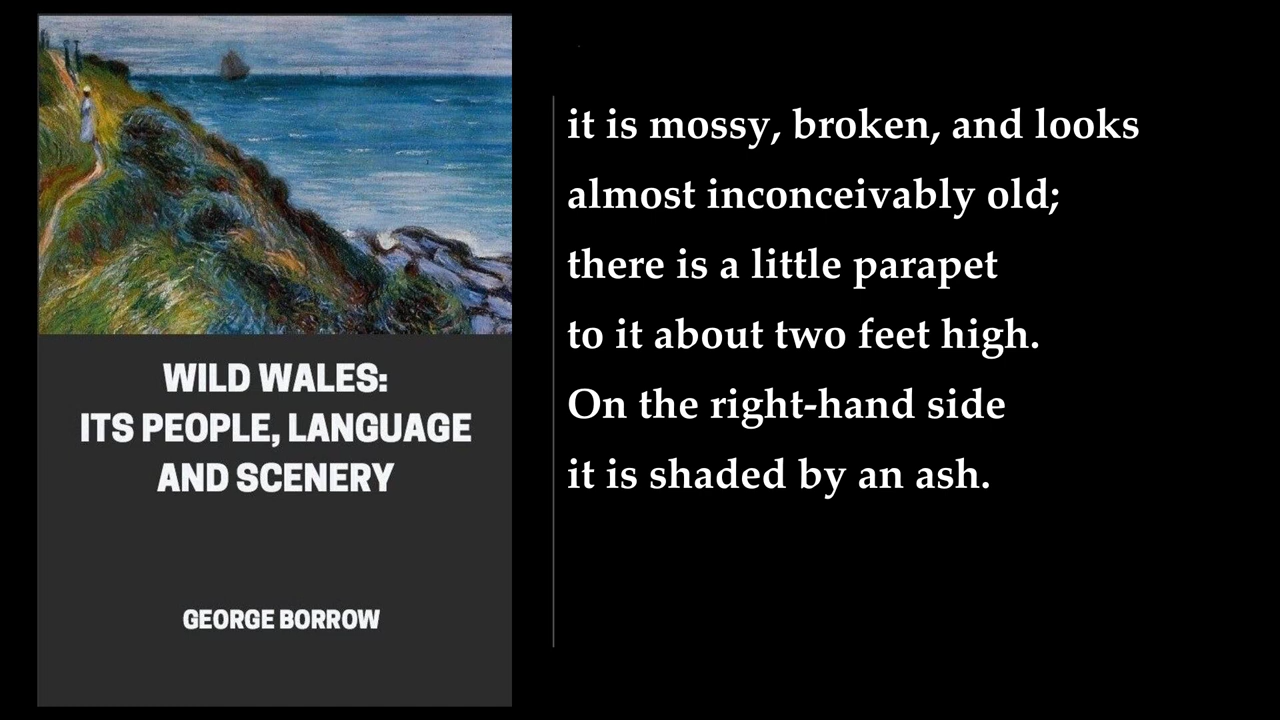 WILD WALES:
ITS PEOPLE, LANGUAGE
AND SCENERY
GEORGE BORROW
it is mossy, broken, and looks
almost inconceivably old;
there is a little parapet
to it about two feet high.
On the right-hand side
it is shaded by an ash.